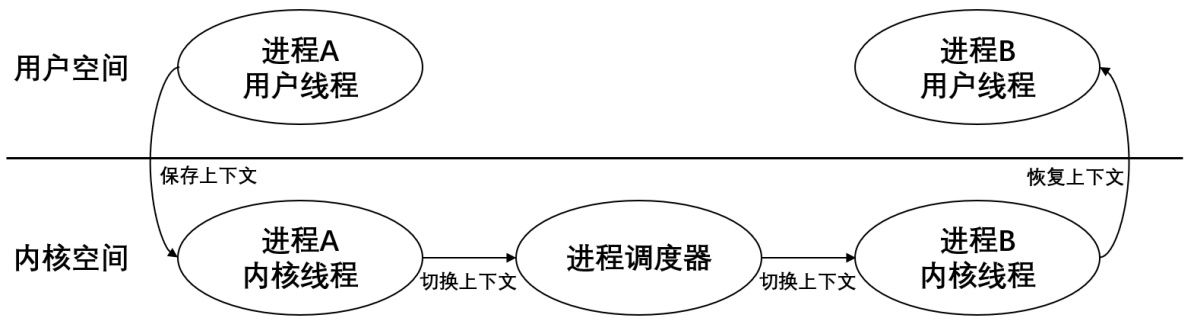 用户空间
进程A
用户线程
进程B
用户线程
保存上下文
恢复上下文
内核空间
进程A
内核线程
切换上下文
进程调度器
切换上下文
进程B
内核线程